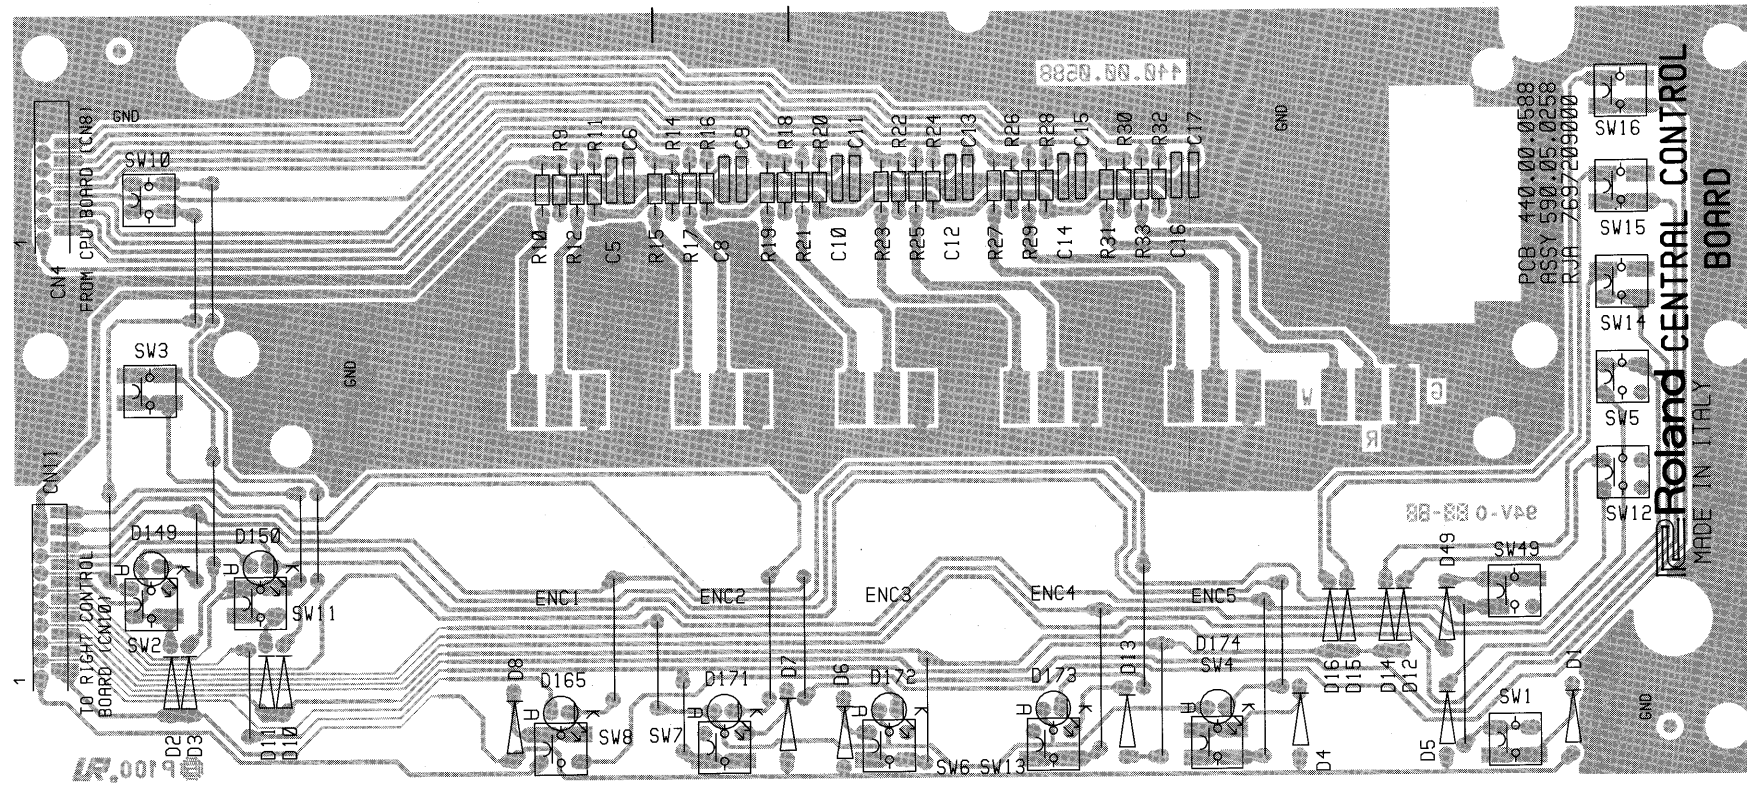 440.00.0588
GND
FROM CPU BOARD (CN8)
CN4
1
SW10
R9
R11
C6
R14
R16
C9
R18
R20
C11
R22
R24
C13
R26
R28
C15
R30
R32
C17
R10
R12
C5
R15
R17
C8
R19
R21
C10
R23
R25
C12
R27
R29
C14
R31
R33
C16
GND
PCB 440.00.0588
ASSY 590.05.0258
RJA 7697209000
Roland CENTRAL CONTROL
BOARD
MADE IN ITALY
SW16
SW15
SW14
SW5
SW12
SW3
GND
W
R
G
94V-0
CN11
1
TO RIGHT CONTROL
BOARD (CN10)
D149
A
K
SW2
D150
A
K
SW11
D2
D3
D11
D10
ENC1
ENC2
ENC3
ENC4
ENC5
D8
D165
A
K
SW8
SW7
D171
A
K
D7
D6
D172
A
K
SW6
SW13
D173
A
K
D13
D174
SW4
A
K
D4
D16
D15
D14
D12
D49
SW49
D5
SW1
D1
GND
UR P100